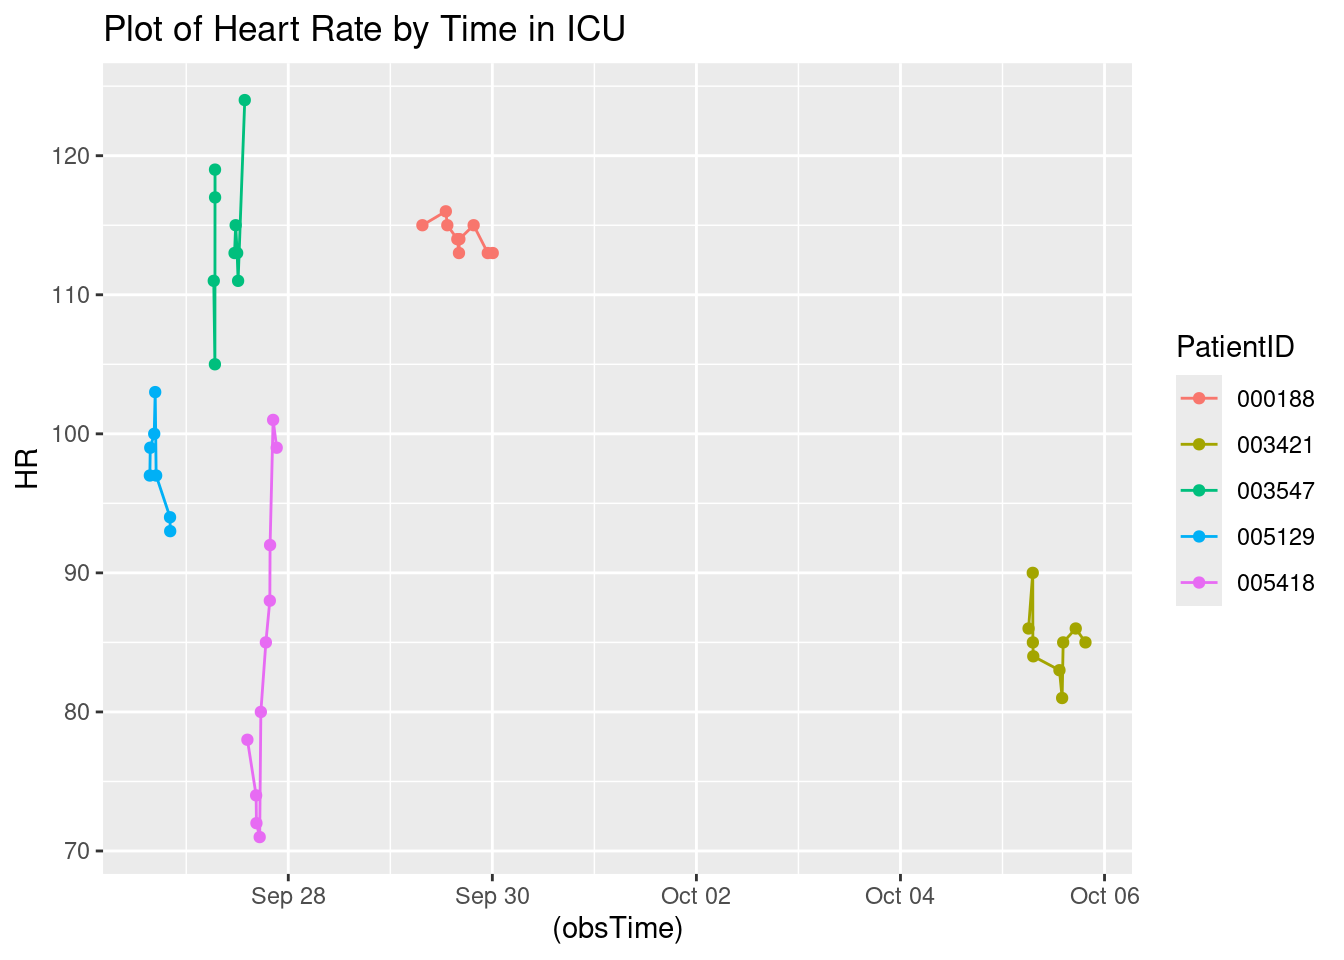 Plot of Heart Rate by Time in ICU
120
110
100
90
80
70
HR
Sep 28
Sep 30
Oct 02
Oct 04
Oct 06
(obsTime)
PatientID
000188
003421
003547
005129
005418